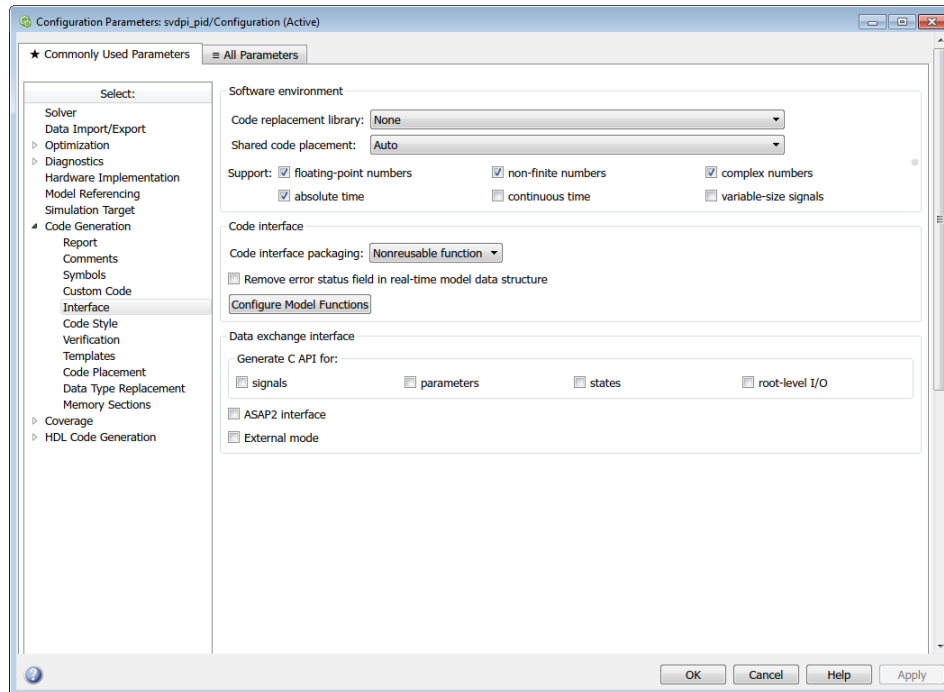 Configuration Parameters: svdpi_pid/Configuration (Active)
★ Commonly Used Parameters
≡ All Parameters
Select:
Solver
Data Import/Export
Optimization
Diagnostics
Hardware Implementation
Model Referencing
Simulation Target
Code Generation
Report
Comments
Symbols
Custom Code
Interface
Code Style
Verification
Templates
Code Placement
Data Type Replacement
Memory Sections
Coverage
HDL Code Generation
Software environment
Code replacement library: None
Shared code placement: Auto
Support: floating-point numbers non-finite numbers complex numbers
absolute time continuous time variable-size signals
Code interface
Code interface packaging: Nonreusable function
Remove error status field in real-time model data structure
Configure Model Functions
Data exchange interface
Generate C API for:
signals parameters states root-level I/O
ASAP2 interface
External mode
OK Cancel Help Apply